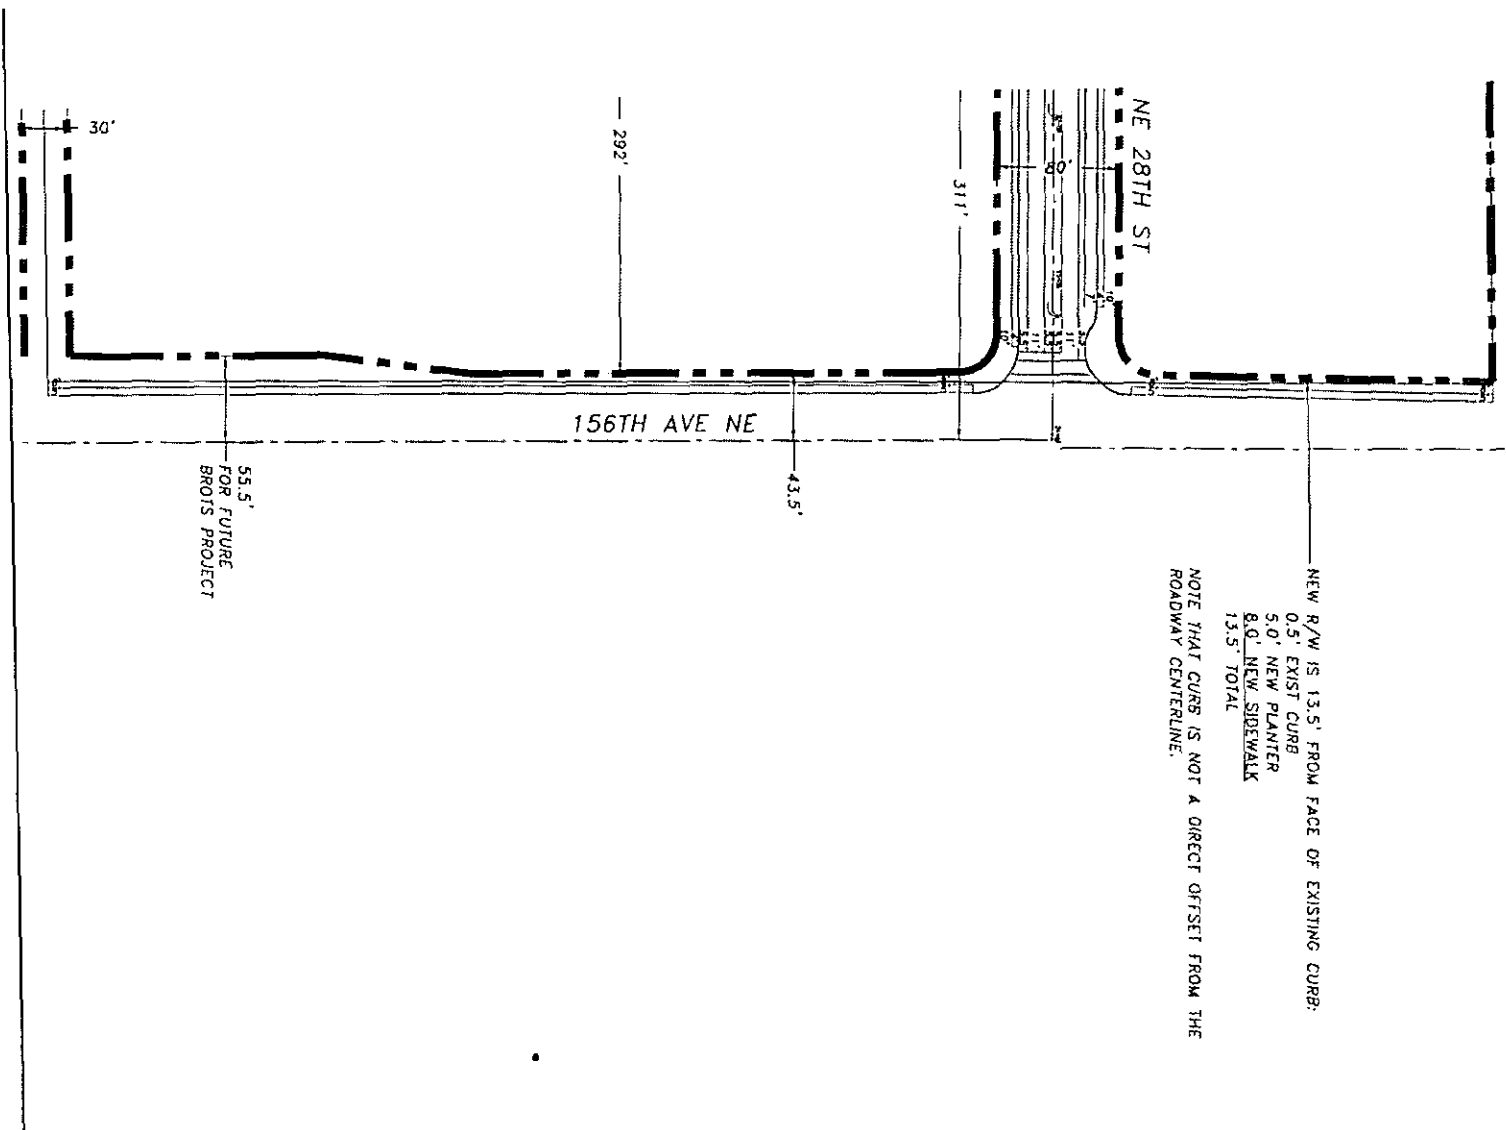 30'
292'
311'
80'
NE 28TH ST
156TH AVE NE
55.5'
FOR FUTURE
BROTS PROJECT
43.5'
NEW R/W IS 13.5' FROM FACE OF EXISTING CURB:
0.5' EXIST CURB
5.0' NEW PLANTER
8.0' NEW SIDEWALK
13.5' TOTAL
NOTE THAT CURB IS NOT A DIRECT OFFSET FROM THE
ROADWAY CENTERLINE.